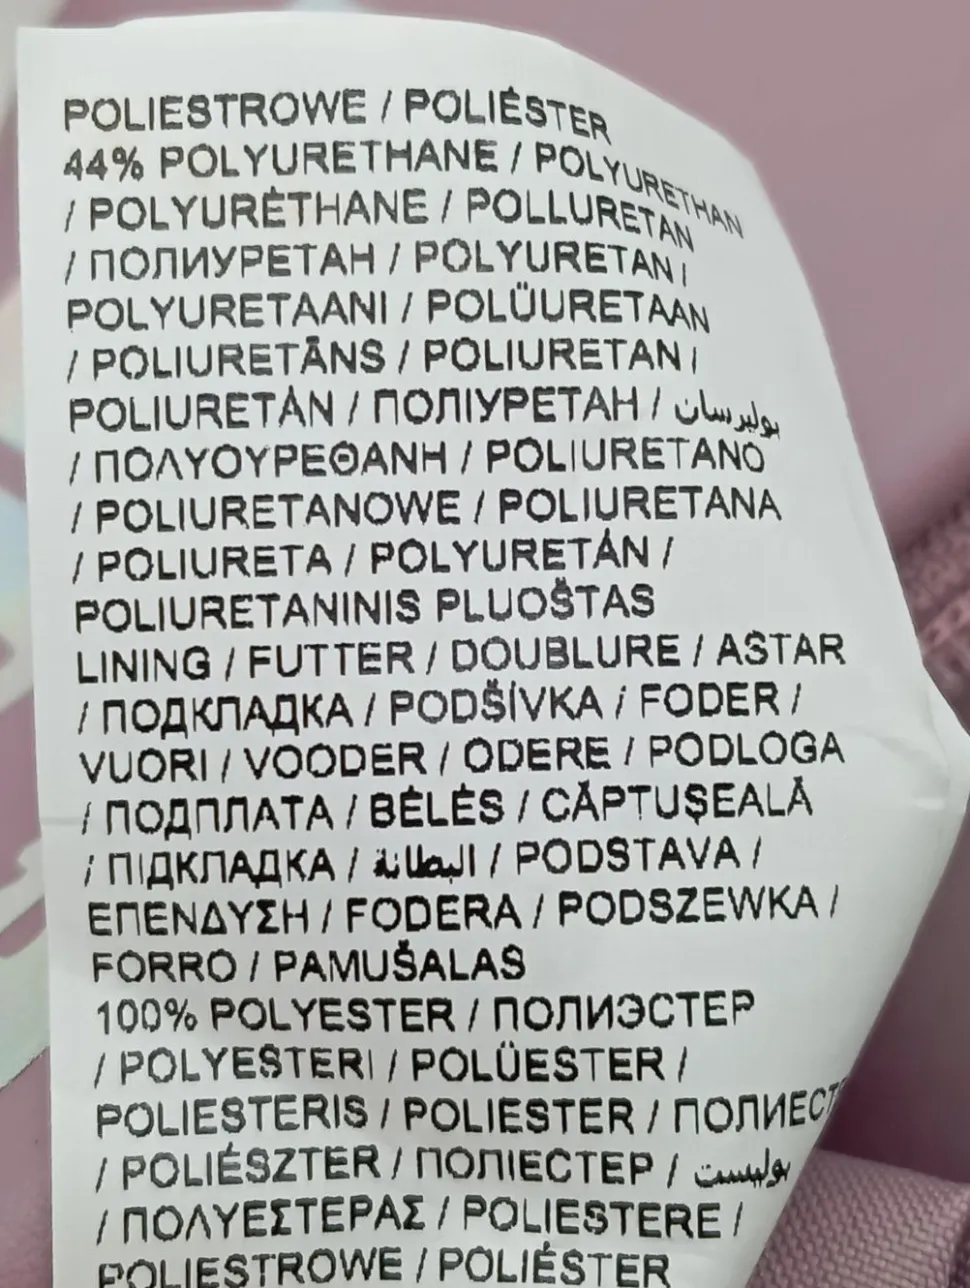 POLIESTROWE / POLIÉSTER
44% POLYURETHANE / POLYURETHAN
/ POLYURÉTHANE / POLLURETAN
/ ПОЛИУРЕТАН / POLYURETAN /
POLYURETAANI / POLÜURETAAN
/ POLIURETĀNS / POLIURETAN /
POLIURETÁN / ПОЛІУРЕТАН / بوليرسان
/ ΠΟΛΥΟΥΡΕΘΑΝΗ / POLIURETANO
/ POLIURETANOWE / POLIURETANA
/ POLIURETA / POLYURETÁN /
POLIURETANINIS PLUOŠTAS
LINING / FUTTER / DOUBLURE / ASTAR
/ ПОДКЛАДКА / PODŠÍVKA / FODER /
VUORI / VOODER / ODERE / PODLOGA
/ ПОДПЛАТА / BÉLÉS / CĂPTUȘEALĂ
/ ПІДКЛАДКА / البطانة / PODSTAVA /
ΕΠΕΝΔΥΣΗ / FODERA / PODSZEWKA /
FORRO / PAMUŠALAS
100% POLYESTER / ПОЛИЭСТЕР
/ POLYESTERI / POLÜESTER /
POLIESTERIS / POLIESTER / ПОЛИЕСТ
/ POLIÉSZTER / ПОЛІЕСТЕР / بوليست
/ ΠΟΛΥΕΣΤΕΡΑΣ / POLIESTERE /
POLIESTROWE / POLIÉSTER